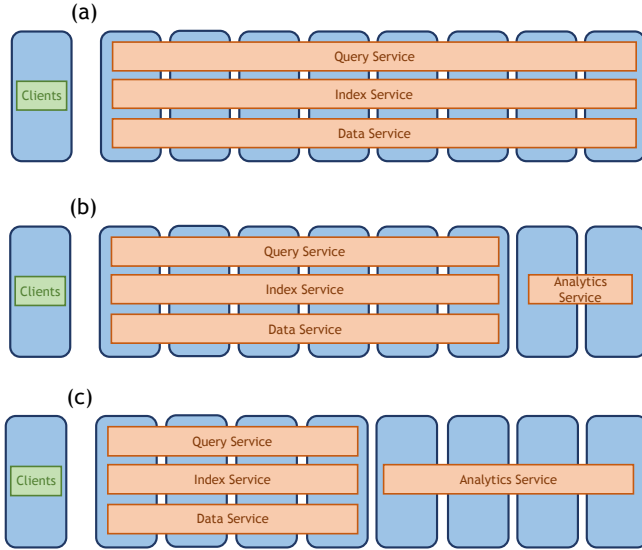 (a)
Query Service
Clients
Index Service
Data Service
(b)
Query Service
Clients
Index Service
Analytics
Service
Data Service
(c)
Query Service
Clients
Index Service
Analytics Service
Data Service